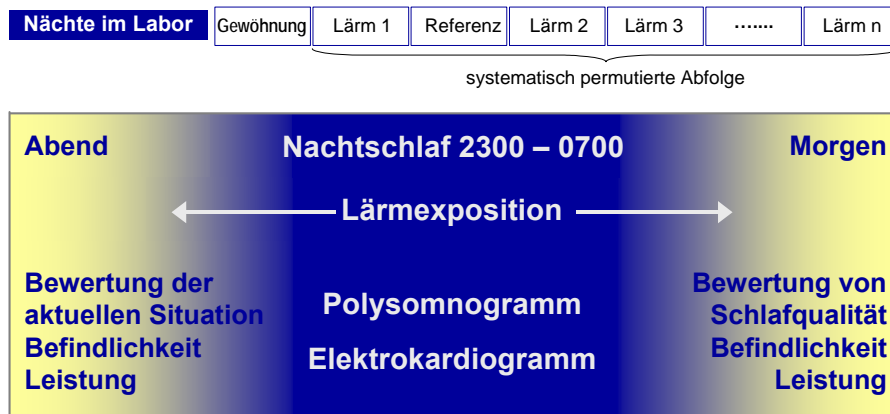 Nächte im Labor Gewöhnung Lärm 1 Referenz Lärm 2 Lärm 3 ....... Lärm n
systematisch permutierte Abfolge
Abend Nachtschlaf 2300 – 0700 Morgen
Lärmexposition
Bewertung der
aktuellen Situation
Befindlichkeit
Leistung
Polysomnogramm
Elektrokardiogramm
Bewertung von
Schlafqualität
Befindlichkeit
Leistung